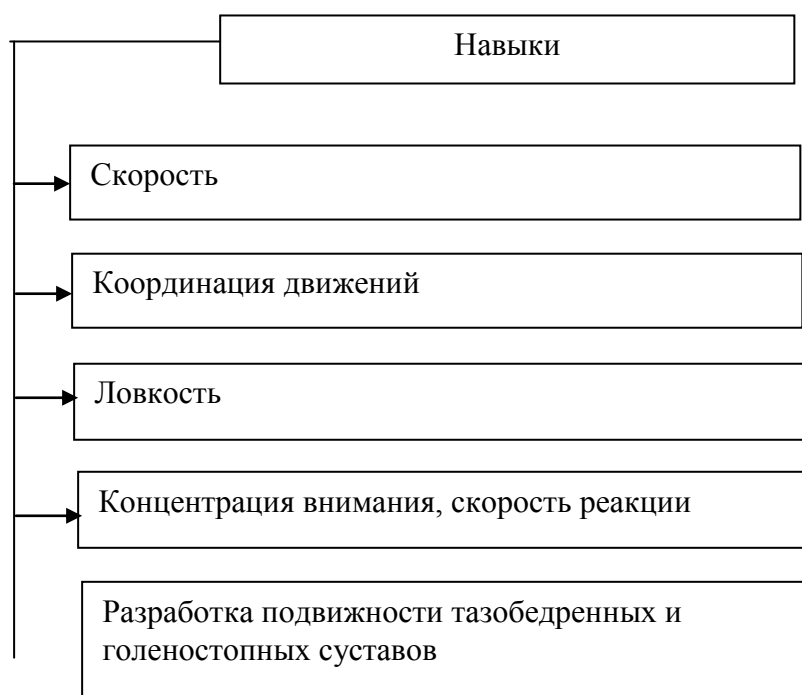 Навыки
Скорость
Координация движений
Ловкость
Концентрация внимания, скорость реакции
Разработка подвижности тазобедренных и
голеностопных суставов